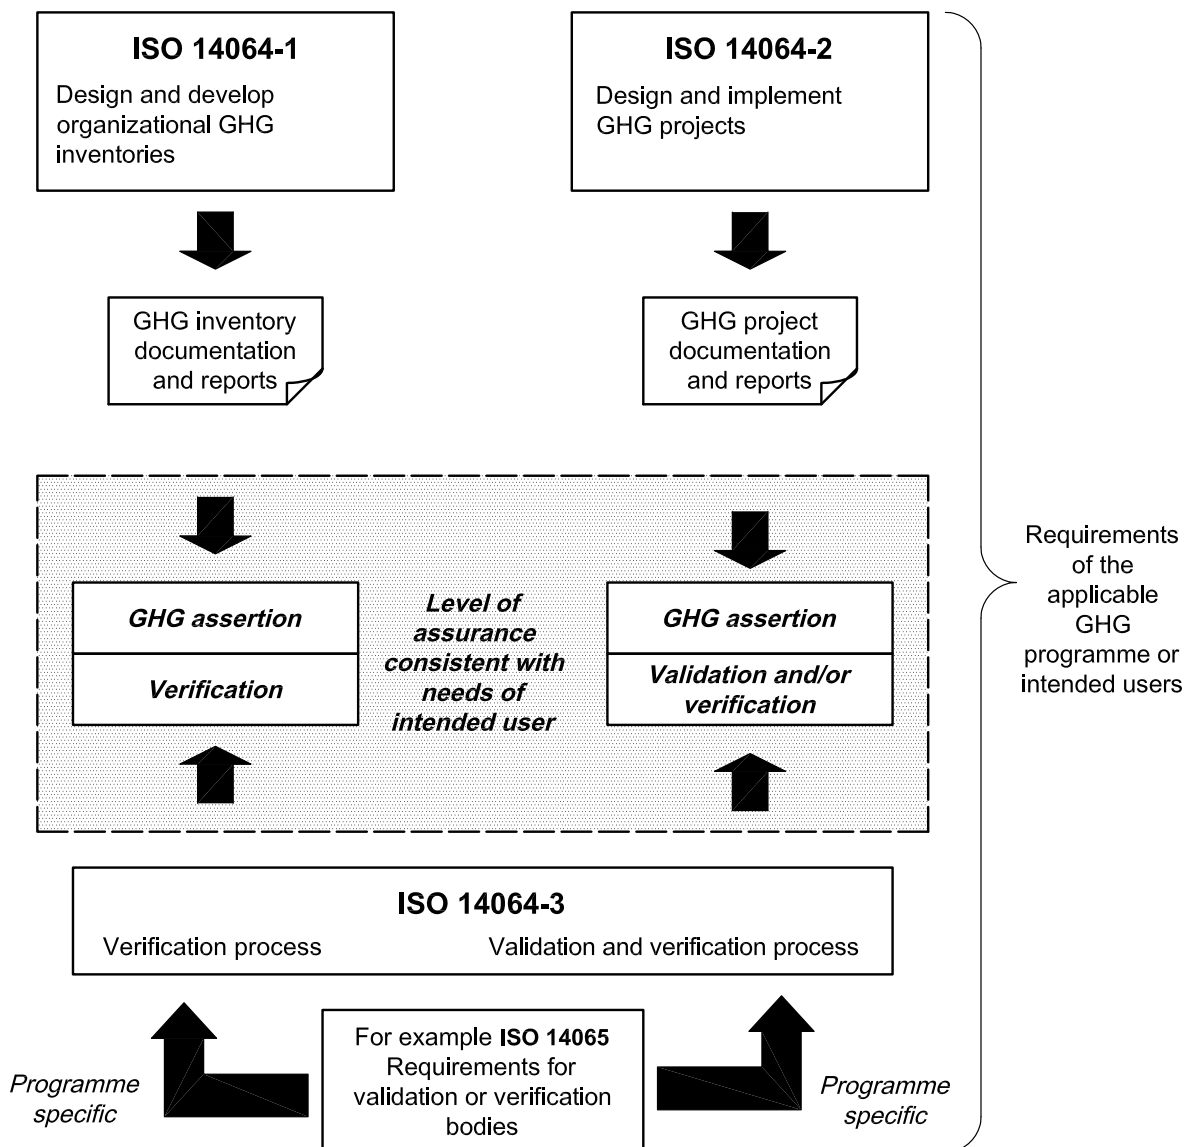 ISO 14064-1
Design and develop
organizational GHG
inventories
ISO 14064-2
Design and implement
GHG projects
GHG inventory
documentation
and reports
GHG project
documentation
and reports
GHG assertion
Verification
Level of
assurance
consistent with
needs of
intended user
GHG assertion
Validation and/or
verification
Requirements
of the
applicable
GHG
programme or
intended users
ISO 14064-3
Verification process
Validation and verification process
Programme
specific
For example ISO 14065
Requirements for
validation or verification
bodies
Programme
specific